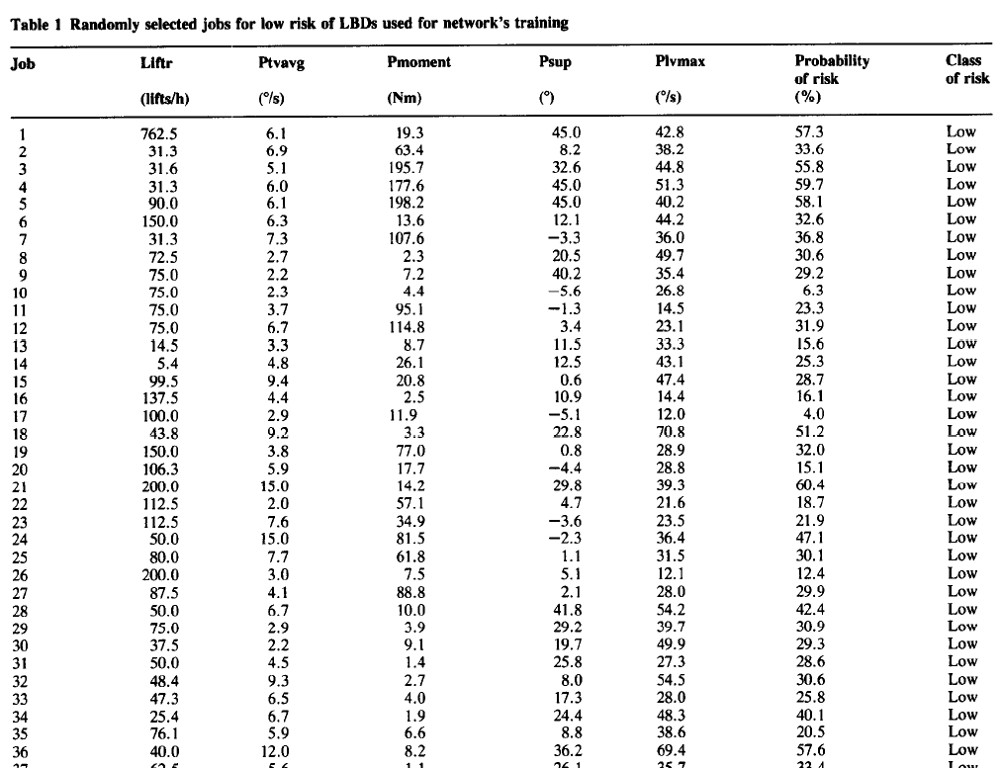 Table 1 Randomly selected jobs for low risk of LBDs used for network's training
Job Liftr Ptvavg Pmoment Psup Plvmax Probability Class
of risk of risk
(lifts/h) (°/s) (Nm) (°) (°/s) (%)
1 762.5 6.1 19.3 45.0 42.8 57.3 Low
2 31.3 6.9 63.4 8.2 38.2 33.6 Low
3 31.6 5.1 195.7 32.6 44.8 55.8 Low
4 31.3 6.0 177.6 45.0 51.3 59.7 Low
5 90.0 6.1 198.2 45.0 40.2 58.1 Low
6 150.0 6.3 13.6 12.1 44.2 32.6 Low
7 31.3 7.3 107.6 −3.3 36.0 36.8 Low
8 72.5 2.7 2.3 20.5 49.7 30.6 Low
9 75.0 2.2 7.2 40.2 35.4 29.2 Low
10 75.0 2.3 4.4 −5.6 26.8 6.3 Low
11 75.0 3.7 95.1 −1.3 14.5 23.3 Low
12 75.0 6.7 114.8 3.4 23.1 31.9 Low
13 14.5 3.3 8.7 11.5 33.3 15.6 Low
14 5.4 4.8 26.1 12.5 43.1 25.3 Low
15 99.5 9.4 20.8 0.6 47.4 28.7 Low
16 137.5 4.4 2.5 10.9 14.4 16.1 Low
17 100.0 2.9 11.9 −5.1 12.0 4.0 Low
18 43.8 9.2 3.3 22.8 70.8 51.2 Low
19 150.0 3.8 77.0 0.8 28.9 32.0 Low
20 106.3 5.9 17.7 −4.4 28.8 15.1 Low
21 200.0 15.0 14.2 29.8 39.3 60.4 Low
22 112.5 2.0 57.1 4.7 21.6 18.7 Low
23 112.5 7.6 34.9 −3.6 23.5 21.9 Low
24 50.0 15.0 81.5 −2.3 36.4 47.1 Low
25 80.0 7.7 61.8 1.1 31.5 30.1 Low
26 200.0 3.0 7.5 5.1 12.1 12.4 Low
27 87.5 4.1 88.8 2.1 28.0 29.9 Low
28 50.0 6.7 10.0 41.8 54.2 42.4 Low
29 75.0 2.9 3.9 29.2 39.7 30.9 Low
30 37.5 2.2 9.1 19.7 49.9 29.3 Low
31 50.0 4.5 1.4 25.8 27.3 28.6 Low
32 48.4 9.3 2.7 8.0 54.5 30.6 Low
33 47.3 6.5 4.0 17.3 28.0 25.8 Low
34 25.4 6.7 1.9 24.4 48.3 40.1 Low
35 76.1 5.9 6.6 8.8 38.6 20.5 Low
36 40.0 12.0 8.2 36.2 69.4 57.6 Low